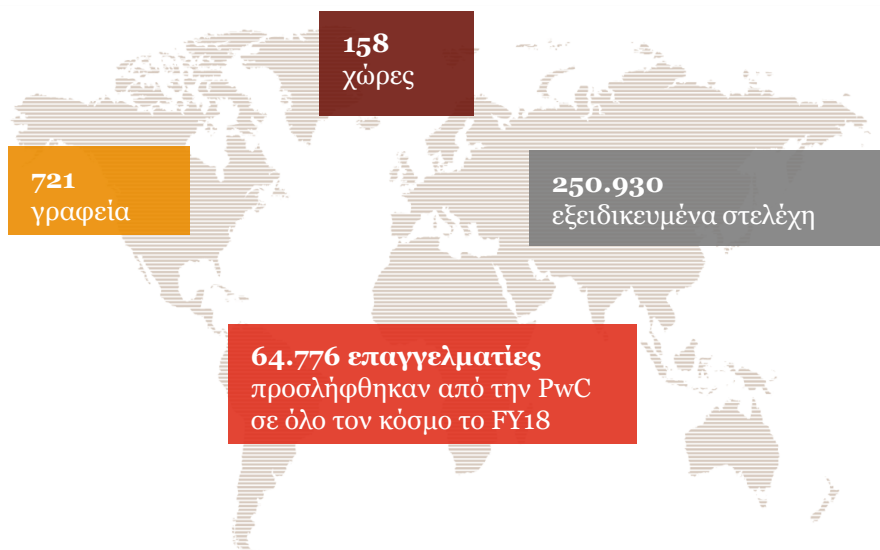 158
χώρες
721
γραφεία
250.930
εξειδικευμένα στελέχη
64.776 επαγγελματίες
προσλήφθηκαν από την PwC
σε όλο τον κόσμο το FY18